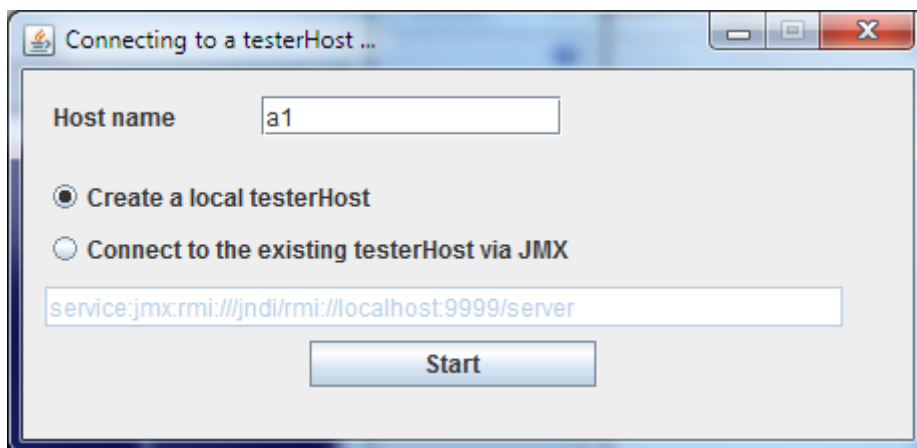 Connecting to a testerHost ...
Host name a1
Create a local testerHost
Connect to the existing testerHost via JMX
service:jmx:rmi:///jndi/rmi://localhost:9999/server
Start